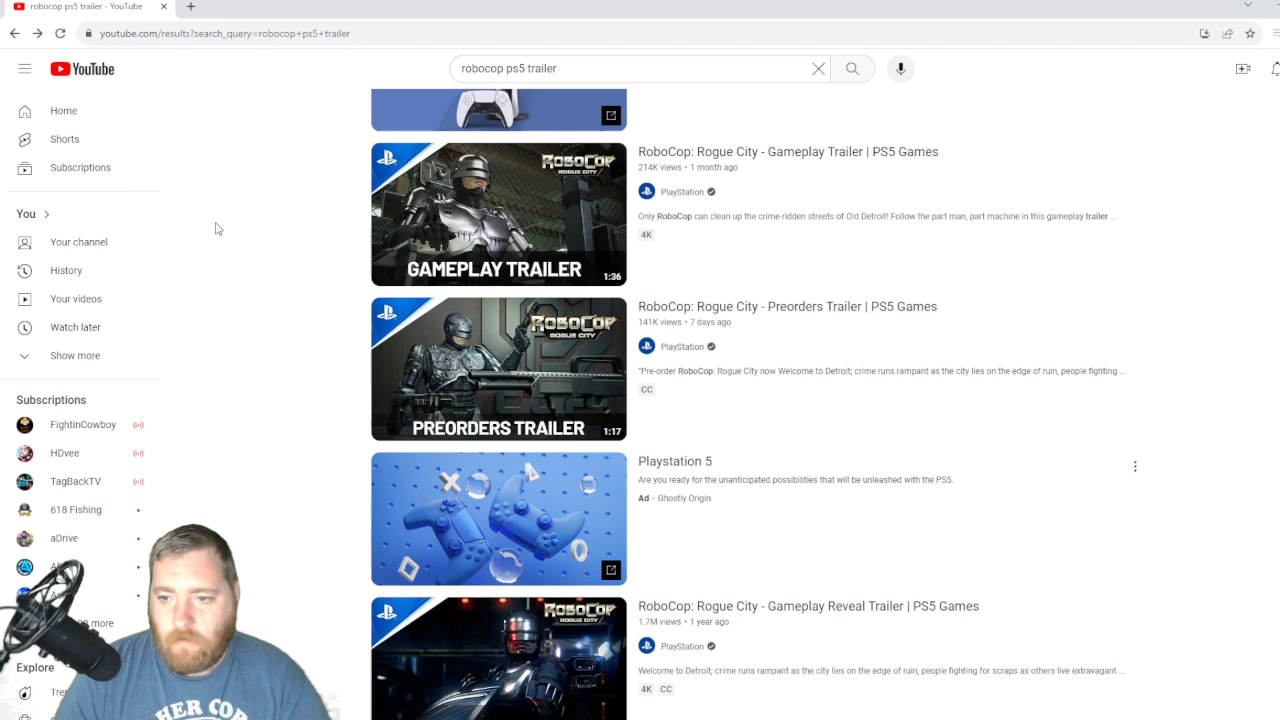 robocop ps5 trailer - YouTube
youtube.com/results?search_query=robocop+ps5+trailer
YouTube
robocop ps5 trailer
Home
Shorts
Subscriptions
You
Your channel
History
Your videos
Watch later
Show more
Subscriptions
FightinCowboy
HDvee
TagBackTV
618 Fishing
aDrive
more
Explore
ROBOCOP
ROGUE CITY
GAMEPLAY TRAILER
1:36
RoboCop: Rogue City - Gameplay Trailer | PS5 Games
214K views • 1 month ago
PlayStation
Only RoboCop can clean up the crime-ridden streets of Old Detroit! Follow the part man, part machine in this gameplay trailer ...
4K
ROBOCOP
ROGUE CITY
PREORDERS TRAILER
1:17
RoboCop: Rogue City - Preorders Trailer | PS5 Games
141K views • 7 days ago
PlayStation
"Pre-order RoboCop: Rogue City now Welcome to Detroit; crime runs rampant as the city lies on the edge of ruin, people fighting ...
CC
Playstation 5
Are you ready for the unanticipated possibilities that will be unleashed with the PS5.
Ad · Ghostly Origin
ROBOCOP
ROGUE CITY
RoboCop: Rogue City - Gameplay Reveal Trailer | PS5 Games
1.7M views • 1 year ago
PlayStation
Welcome to Detroit; crime runs rampant as the city lies on the edge of ruin, people fighting for scraps as others live extravagant ...
4K CC